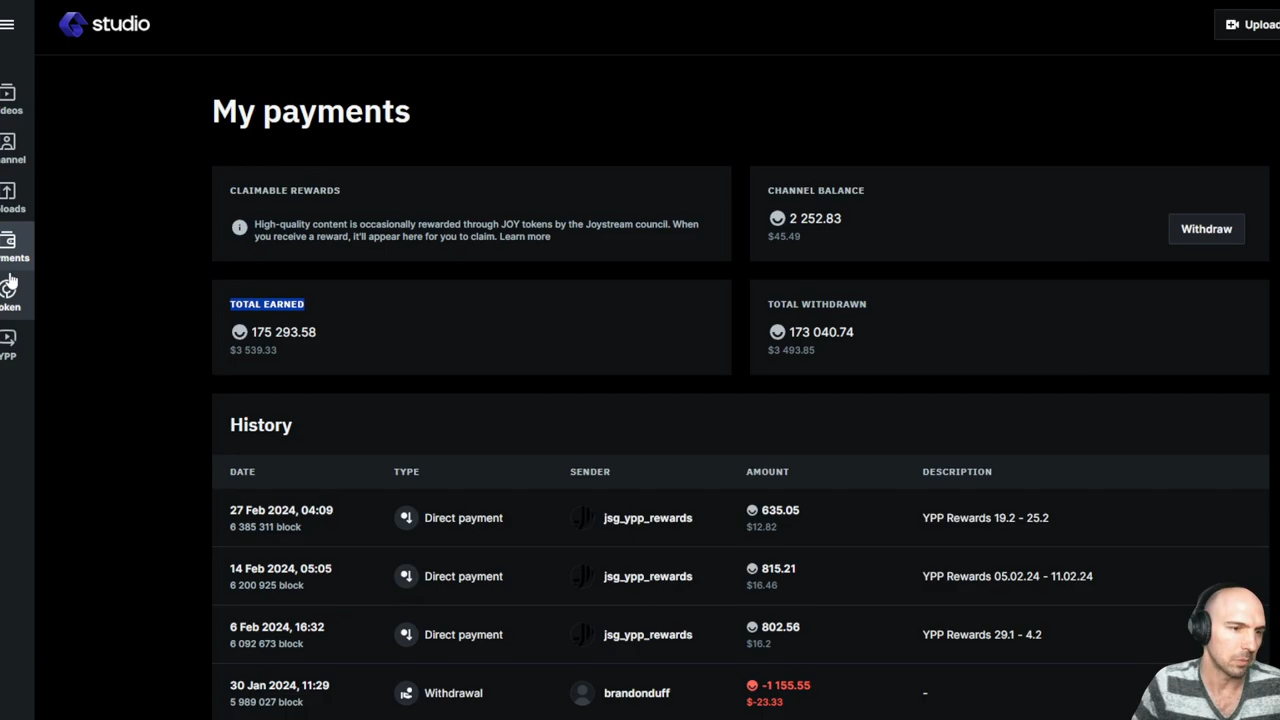 studio
Upload
deos
annel
loads
yments
oken
YPP
My payments
CLAIMABLE REWARDS
High-quality content is occasionally rewarded through JOY tokens by the Joystream council. When
you receive a reward, it'll appear here for you to claim. Learn more
CHANNEL BALANCE
2 252.83
$45.49
Withdraw
TOTAL EARNED
175 293.58
$3 539.33
TOTAL WITHDRAWN
173 040.74
$3 493.85
History
DATE TYPE SENDER AMOUNT DESCRIPTION
27 Feb 2024, 04:09
6 385 311 block
Direct payment
jsg_ypp_rewards
635.05
$12.82
YPP Rewards 19.2 - 25.2
14 Feb 2024, 05:05
6 200 925 block
Direct payment
jsg_ypp_rewards
815.21
$16.46
YPP Rewards 05.02.24 - 11.02.24
6 Feb 2024, 16:32
6 092 673 block
Direct payment
jsg_ypp_rewards
802.56
$16.2
YPP Rewards 29.1 - 4.2
30 Jan 2024, 11:29
5 989 027 block
Withdrawal
brandonduff
-1 155.55
$-23.33
-